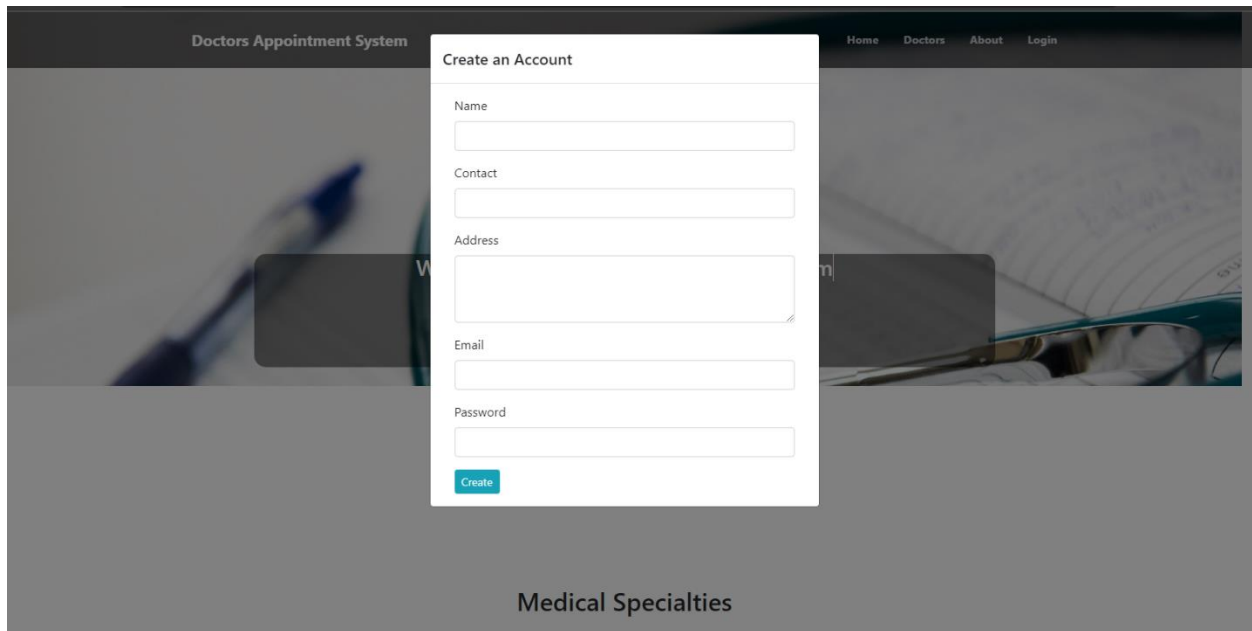 Doctors Appointment System
Home Doctors About Login
Create an Account
Name
Contact
Address
Email
Password
Create
Medical Specialties